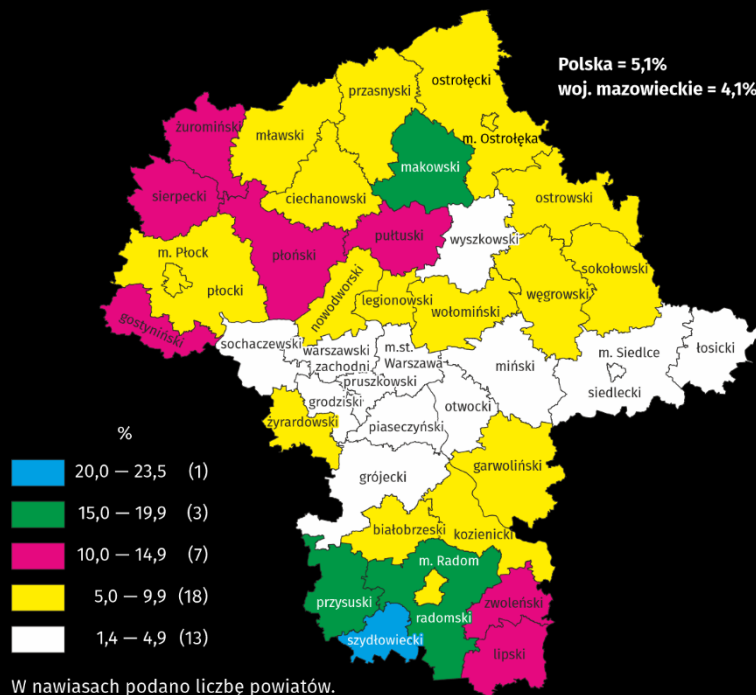 Polska = 5,1%
woj. mazowieckie = 4,1%
ostrołęcki
przasnyski
żuromiński
mławski
m. Ostrołęka
makowski
sierpecki
ciechanowski
ostrowski
pułtuski
wyszkowski
m. Płock
płoński
sokołowski
węgrowski
płocki
nowodworski
legionowski
wołomiński
gostyniński
sochaczewski
warszawski
zachodni
m.st.
Warszawa
miński
m. Siedlce
łosicki
pruszkowski
siedlecki
grodziski
otwocki
żyrardowski
piaseczyński
garwoliński
grójecki
białobrzeski
kozienicki
m. Radom
przysuski
zwoleński
radomski
szydłowiecki
lipski
%
20,0 — 23,5 (1)
15,0 — 19,9 (3)
10,0 — 14,9 (7)
5,0 — 9,9 (18)
1,4 — 4,9 (13)
W nawiasach podano liczbę powiatów.